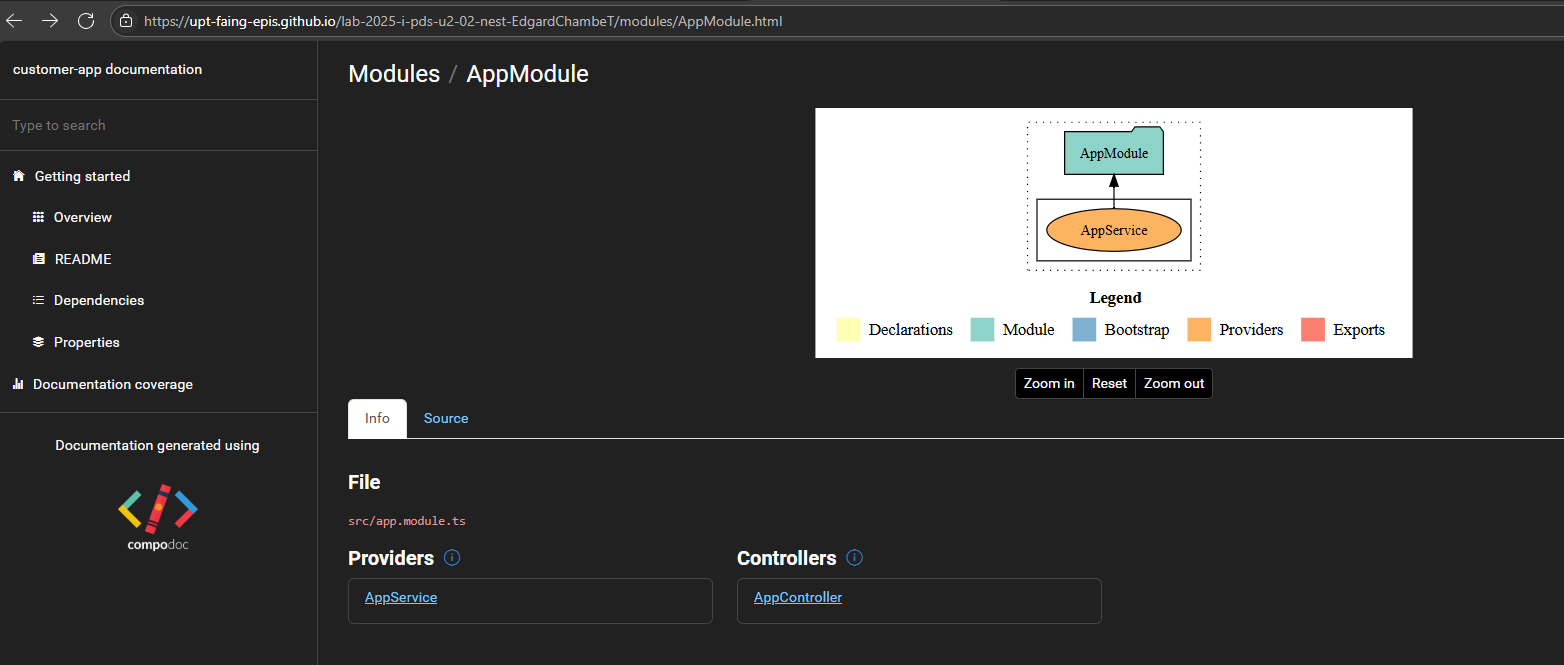 https://upt-faing-epis.github.io/lab-2025-i-pds-u2-02-nest-EdgardChambeT/modules/AppModule.html
customer-app documentation
Type to search
Getting started
Overview
README
Dependencies
Properties
Documentation coverage
Documentation generated using
compodoc
Modules / AppModule
AppModule
AppService
Legend
Declarations Module Bootstrap Providers Exports
Zoom in Reset Zoom out
Info Source
File
src/app.module.ts
Providers Controllers
AppService AppController